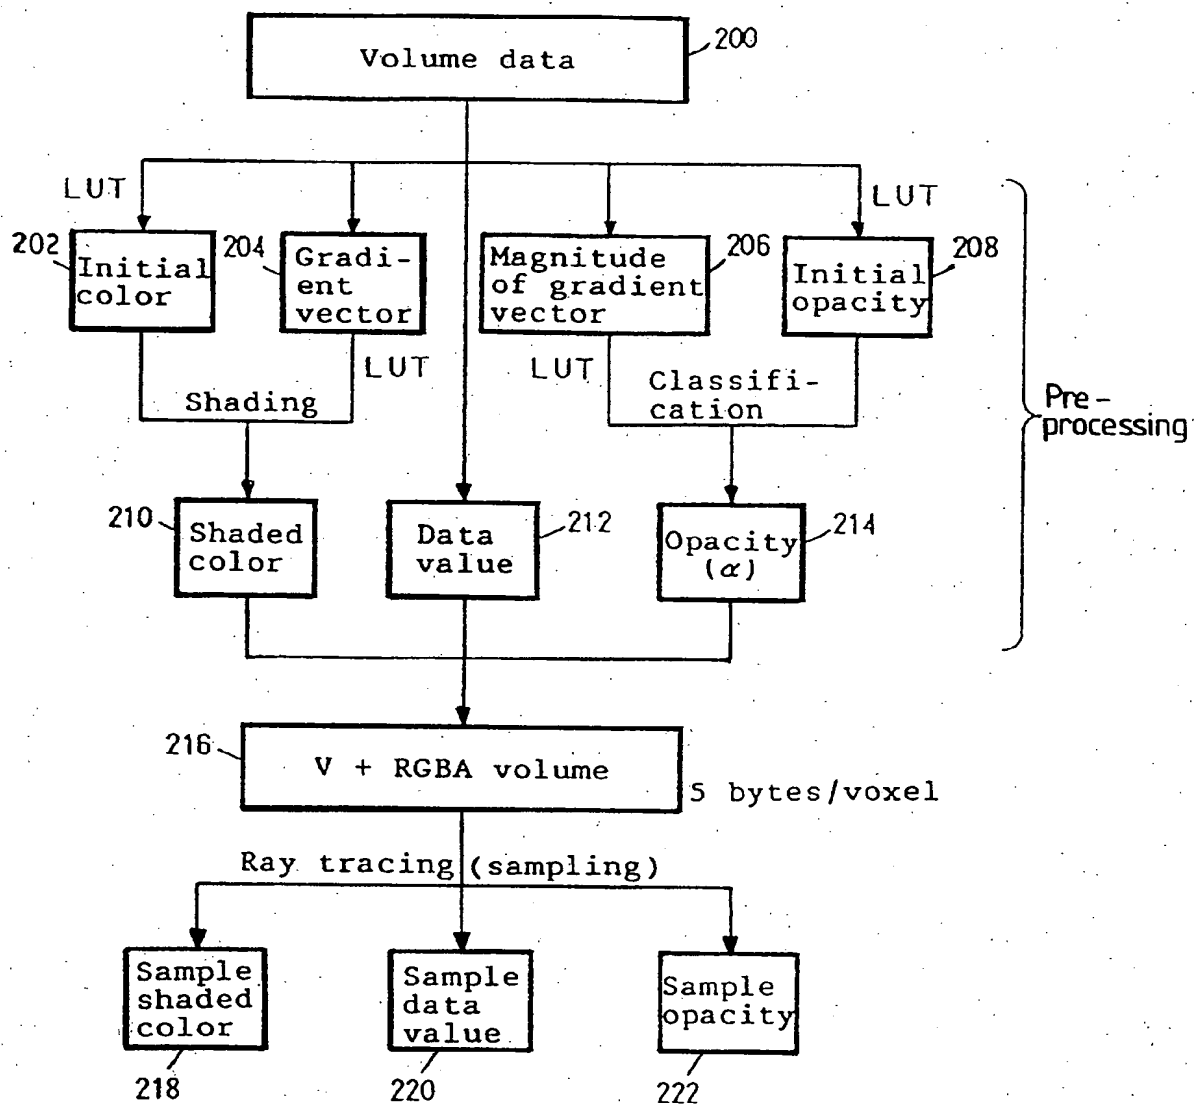 Volume data
200
LUT
LUT
202
Initial
color
204
Gradi-
ent
vector
Magnitude
of gradient
vector
206
Initial
opacity
208
LUT
LUT
Shading
Classifi-
cation
Pre-
processing
210
Shaded
color
Data
value
212
Opacity
(α)
214
216
V + RGBA volume
5 bytes/voxel
Ray tracing (sampling)
Sample
shaded
color
Sample
data
value
Sample
opacity
218
220
222